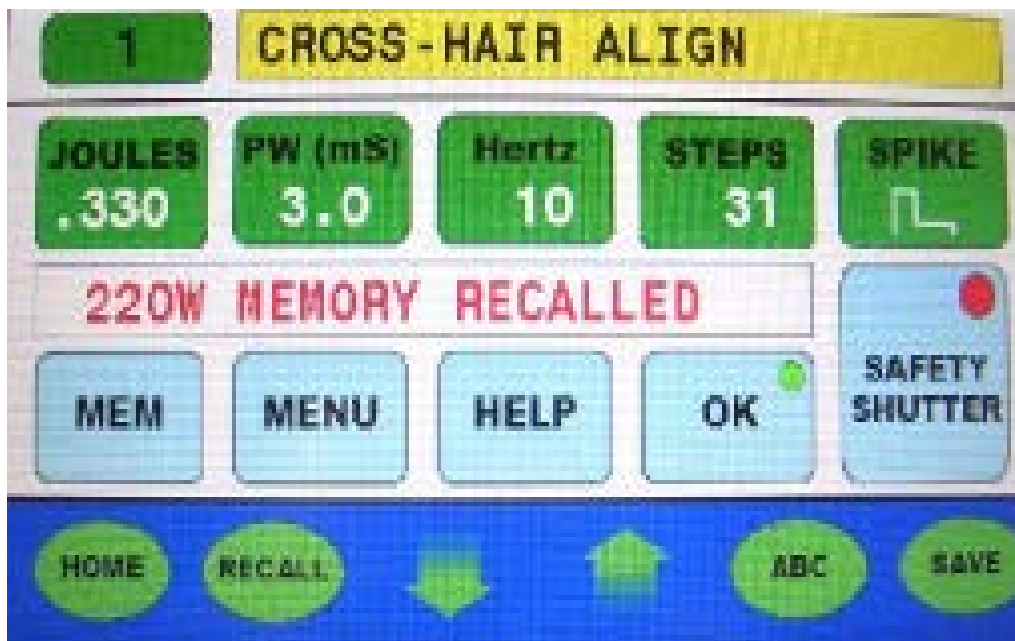 1 CROSS-HAIR ALIGN
JOULES PW (mS) Hertz STEPS SPIKE
.330 3.0 10 31
220W MEMORY RECALLED
MEM MENU HELP OK SAFETY SHUTTER
HOME RECALL ABC SAVE